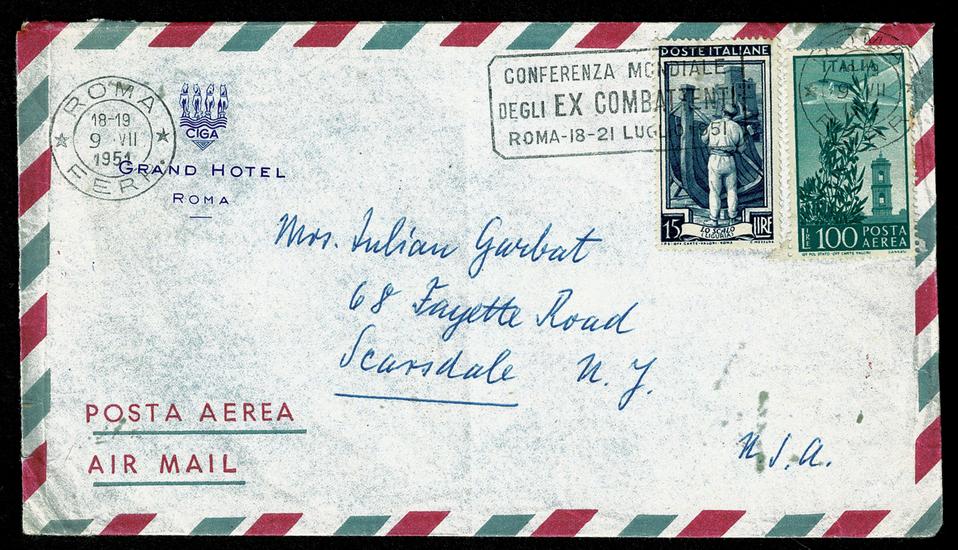 ROMA
18-19
9 VII
1951
FERR.
CIGA
GRAND HOTEL
ROMA
CONFERENZA MONDIALE
DEGLI EX COMBATTENTI
ROMA-18-21 LUGLIO 1951
POSTE ITALIANE
15 LIRE
LO SCALO
(LIGURIA)
ITALIA
LIRE 100 POSTA
AEREA
Mrs. Julian Garbat
68 Fayette Road
Scarsdale N. Y.
U.S.A.
POSTA AEREA
AIR MAIL